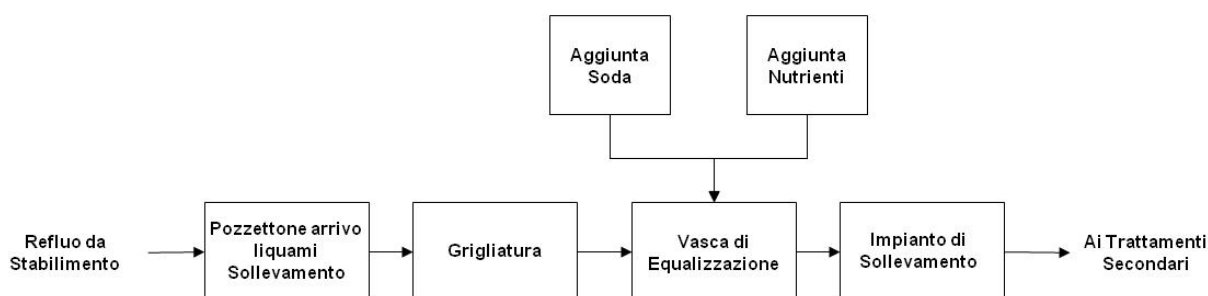 Aggiunta
Soda
Aggiunta
Nutrienti
Refluo da
Stabilimento
Pozzettone arrivo
liquami
Sollevamento
Grigliatura
Vasca di
Equalizzazione
Impianto di
Sollevamento
Ai Trattamenti
Secondari